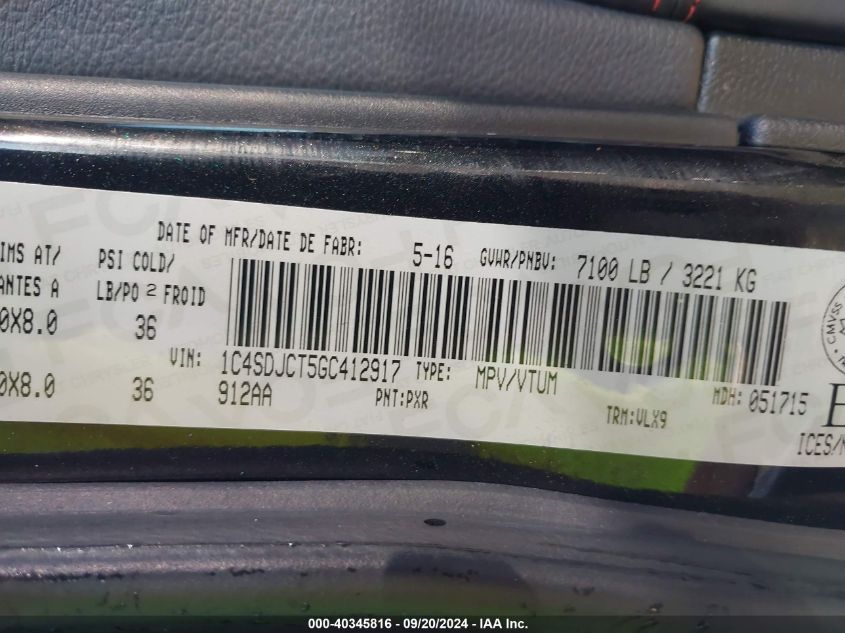 DATE OF MFR/DATE DE FABR: 5-16 GVWR/PNBV: 7100 LB / 3221 KG
IMS AT/ PSI COLD/
ANTES A LB/PO 2 FROID
0X8.0 36
VIN: 1C4SDJCT5GC412917 TYPE: MPV/VTUM MDH: 051715
0X8.0 36 912AA PNT:PXR TRM:VLX9
ICES/
CMVSS
000-40345816 - 09/20/2024 - IAA Inc.